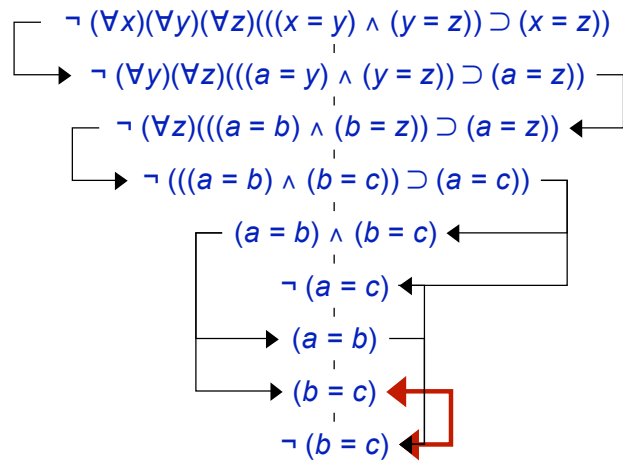 ¬ (∀x)(∀y)(∀z)(((x = y) ∧ (y = z)) ⊃ (x = z))
¬ (∀y)(∀z)(((a = y) ∧ (y = z)) ⊃ (a = z))
¬ (∀z)(((a = b) ∧ (b = z)) ⊃ (a = z))
¬ (((a = b) ∧ (b = c)) ⊃ (a = c))
(a = b) ∧ (b = c)
¬ (a = c)
(a = b)
(b = c)
¬ (b = c)